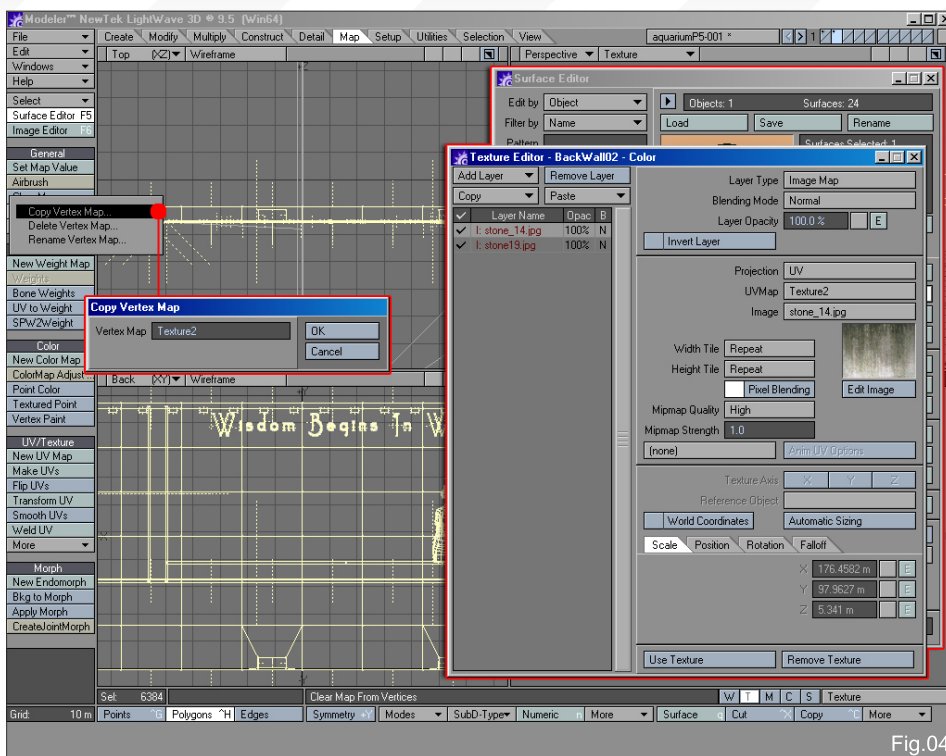 Modeler™ NewTek LightWave 3D ® 9.5 (Win64)
File Create Modify Multiply Construct Detail Map Setup Utilities Selection View aquariumP5-001 * 1
Edit Top (XZ) Wireframe Perspective Texture
Windows
Help
Select
Surface Editor F5
Image Editor F6
General
Set Map Value
Airbrush
Copy Vertex Map...
Delete Vertex Map...
Rename Vertex Map...
New Weight Map
Weights
Bone Weights
UV to Weight
SPW2Weight
Color
New Color Map
ColorMap Adjust...
Point Color
Textured Point
Vertex Paint
UV/Texture
New UV Map
Make UVs
Flip UVs
Transform UV
Smooth UVs
Weld UV
More
Morph
New Endomorph
Bkg to Morph
Apply Morph
CreateJointMorph
Z
Copy Vertex Map
Vertex Map Texture2 OK
Cancel
Back (XY) Wireframe
Y
Wisdom Begins In W
X
Surface Editor
Edit by Object Objects: 1 Surfaces: 24
Filter by Name Load Save Rename
Pattern Surfaces Selected: 1
Texture Editor - BackWall02 - Color
Add Layer Remove Layer
Copy Paste
Layer Name Opac B
I: stone_14.jpg 100% N
I: stone19.jpg 100% N
Layer Type Image Map
Blending Mode Normal
Layer Opacity 100.0 % E
Invert Layer
Projection UV
UVMap Texture2
Image stone_14.jpg
Width Tile Repeat
Height Tile Repeat
Pixel Blending Edit Image
Mipmap Quality High
Mipmap Strength 1.0
(none) Anim UV Options
Texture Axis X Y Z
Reference Object
World Coordinates Automatic Sizing
Scale Position Rotation Falloff
X 176.4582 m E
Y 97.9627 m E
Z 5.341 m E
Use Texture Remove Texture
Sel: 6384 Clear Map From Vertices W T M C S Texture
Grid: 10 m Points ^G Polygons ^H Edges Symmetry +Y Modes SubD-Type Numeric n More Surface q Cut ^X Copy ^C More
Fig.04